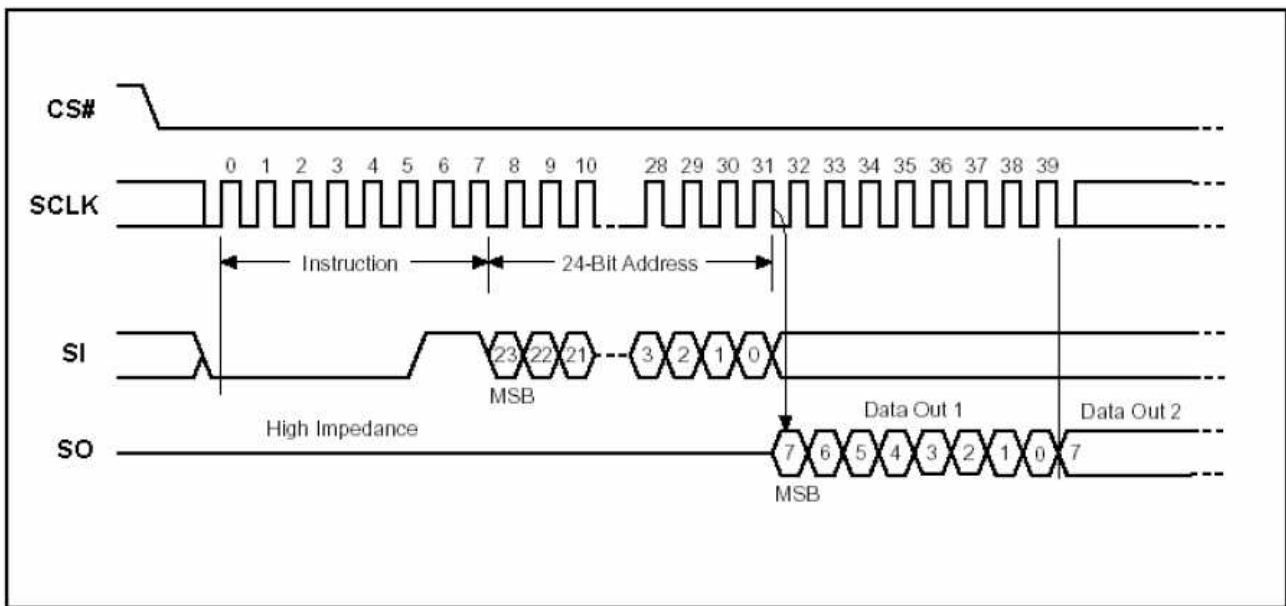 CS#
0 1 2 3 4 5 6 7 8 9 10 28 29 30 31 32 33 34 35 36 37 38 39
SCLK
Instruction 24-Bit Address
SI 23 22 21 3 2 1 0
MSB
Data Out 1 Data Out 2
High Impedance
SO 7 6 5 4 3 2 1 0 7
MSB